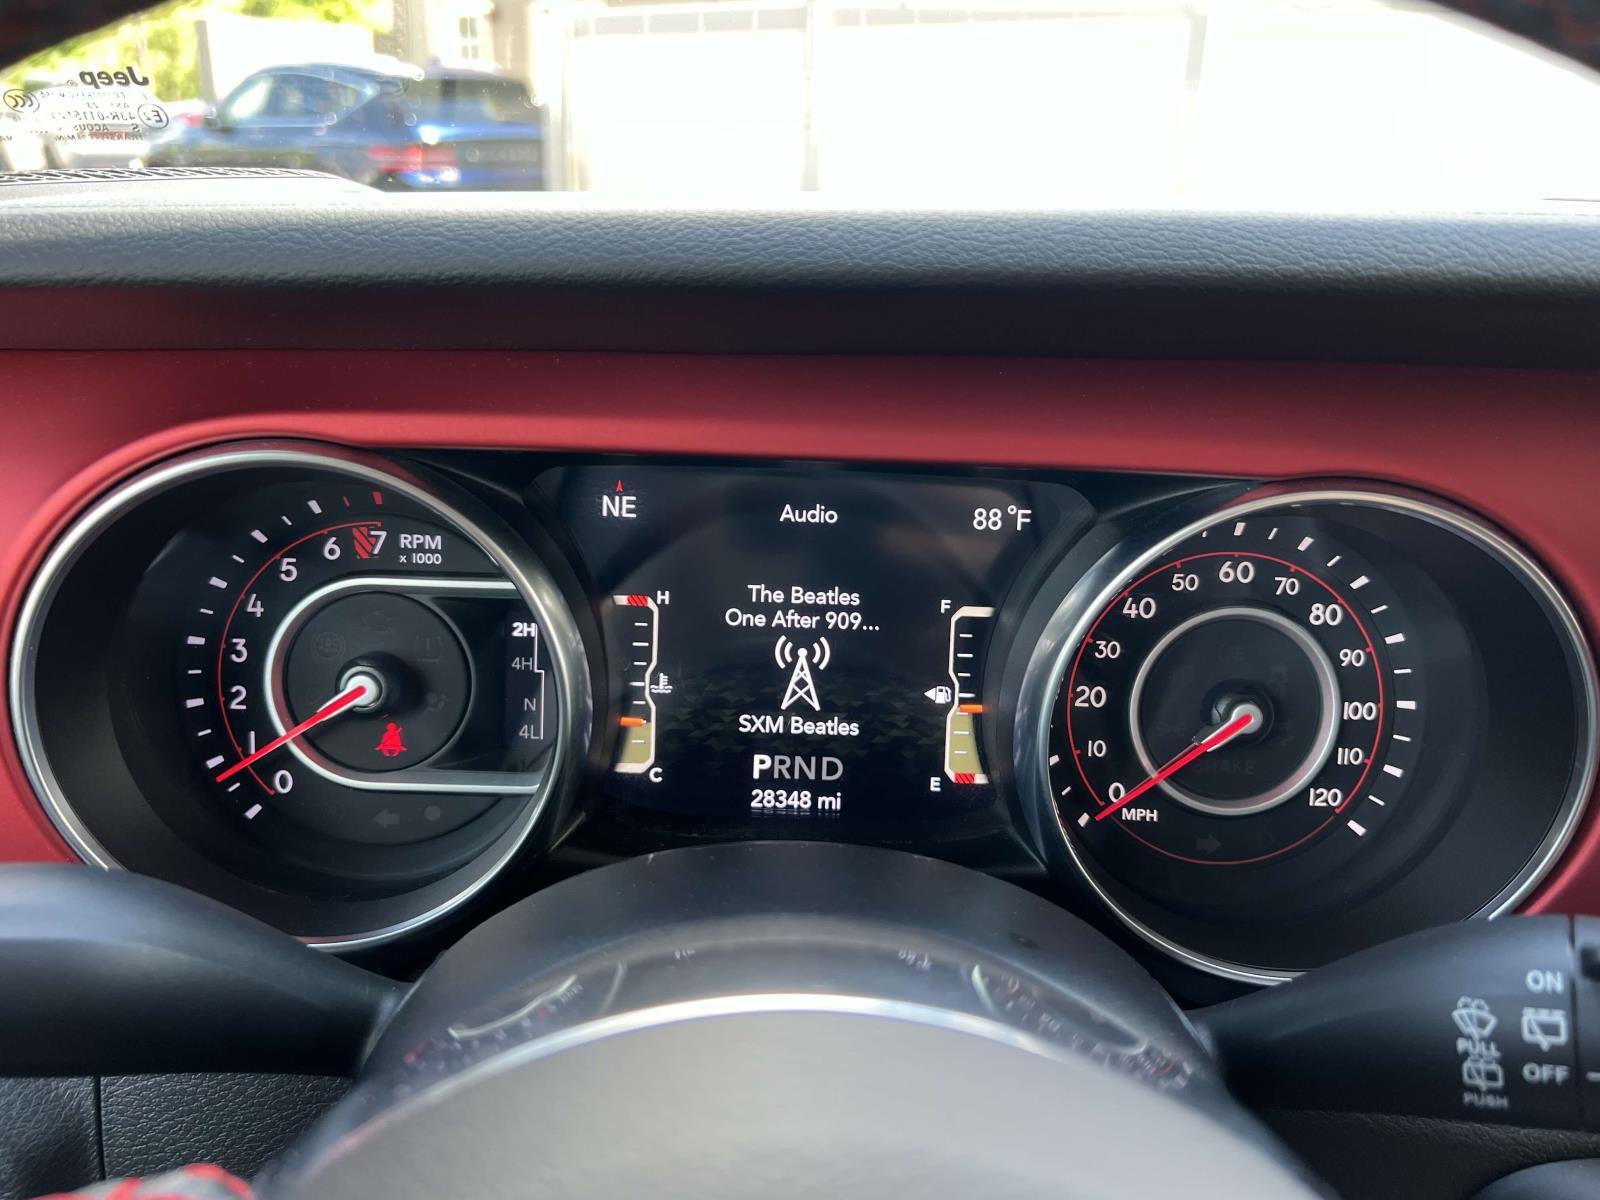 Jeep
NE
Audio
88°F
The Beatles
One After 909...
SXM Beatles
PRND
28348 mi
H
C
F
E
0
1
2
3
4
5
6
7
RPM
x 1000
2H
4H
N
4L
0
10
20
30
40
50
60
70
80
90
100
110
120
MPH
BRAKE
ON
PULL
OFF
PUSH